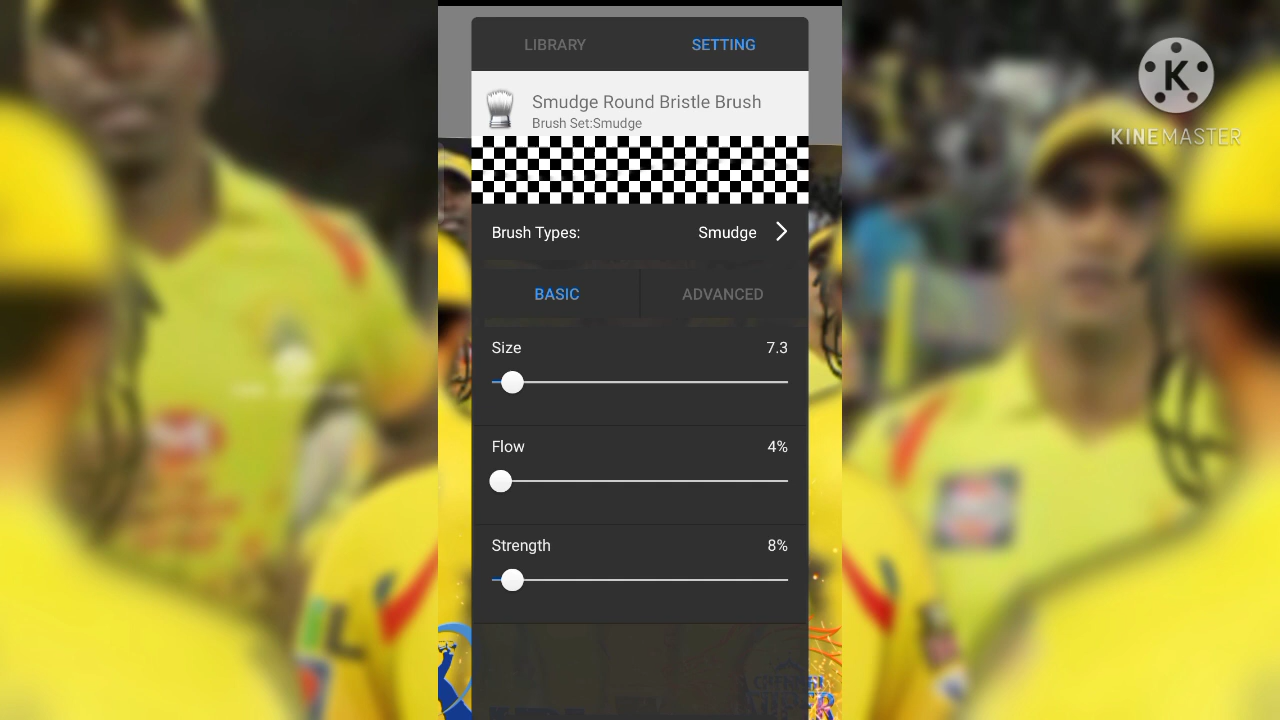 LIBRARY
SETTING
K
KINEMASTER
Smudge Round Bristle Brush
Brush Set:Smudge
Brush Types:
Smudge
BASIC
ADVANCED
Size
7.3
Flow
4%
Strength
8%